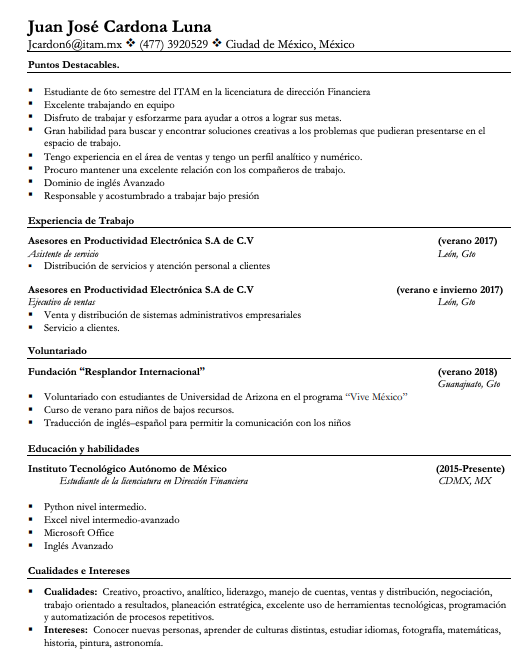 Juan José Cardona Luna
Jcardon6@itam.mx ❖ (477) 3920529 ❖ Ciudad de México, México
Puntos Destacables.
▪ Estudiante de 6to semestre del ITAM en la licenciatura de dirección Financiera
▪ Excelente trabajando en equipo
▪ Disfruto de trabajar y esforzarme para ayudar a otros a lograr sus metas.
▪ Gran habilidad para buscar y encontrar soluciones creativas a los problemas que pudieran presentarse en el
espacio de trabajo.
▪ Tengo experiencia en el área de ventas y tengo un perfil analítico y numérico.
▪ Procuro mantener una excelente relación con los compañeros de trabajo.
▪ Dominio de inglés Avanzado
▪ Responsable y acostumbrado a trabajar bajo presión
Experiencia de Trabajo
Asesores en Productividad Electrónica S.A de C.V (verano 2017)
Asistente de servicio León, Gto
▪ Distribución de servicios y atención personal a clientes
Asesores en Productividad Electrónica S.A de C.V (verano e invierno 2017)
Ejecutivo de ventas León, Gto
▪ Venta y distribución de sistemas administrativos empresariales
▪ Servicio a clientes.
Voluntariado
Fundación “Resplandor Internacional” (verano 2018)
Guanajuato, Gto
▪ Voluntariado con estudiantes de Universidad de Arizona en el programa “Vive México”
▪ Curso de verano para niños de bajos recursos.
▪ Traducción de inglés–español para permitir la comunicación con los niños
Educación y habilidades
Instituto Tecnológico Autónomo de México (2015-Presente)
Estudiante de la licenciatura en Dirección Financiera CDMX, MX
▪ Python nivel intermedio.
▪ Excel nivel intermedio-avanzado
▪ Microsoft Office
▪ Inglés Avanzado
Cualidades e Intereses
▪ Cualidades: Creativo, proactivo, analítico, liderazgo, manejo de cuentas, ventas y distribución, negociación,
trabajo orientado a resultados, planeación estratégica, excelente uso de herramientas tecnológicas, programación
y automatización de procesos repetitivos.
▪ Intereses: Conocer nuevas personas, aprender de culturas distintas, estudiar idiomas, fotografía, matemáticas,
historia, pintura, astronomía.